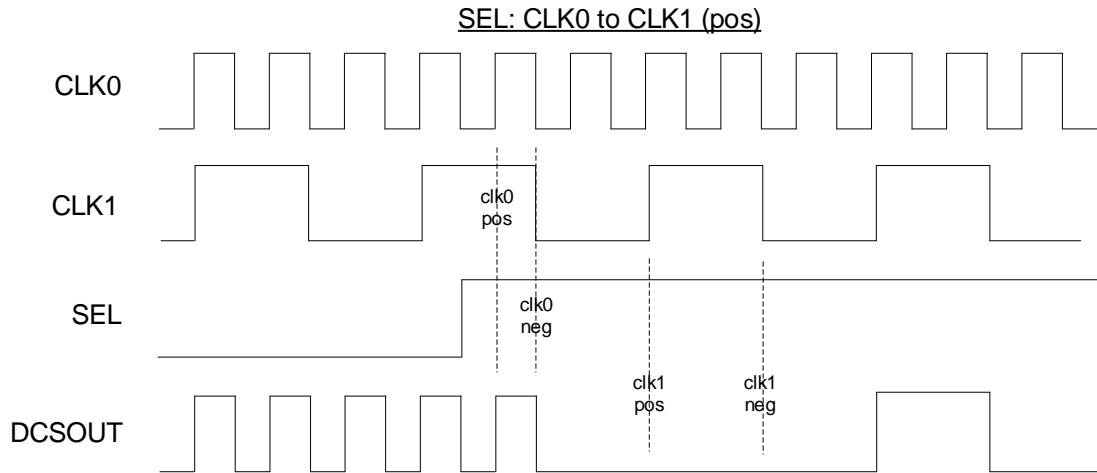 SEL: CLK0 to CLK1 (pos)
CLK0
CLK1
clk0
pos
SEL
clk0
neg
DCSOUT
clk1
pos
clk1
neg